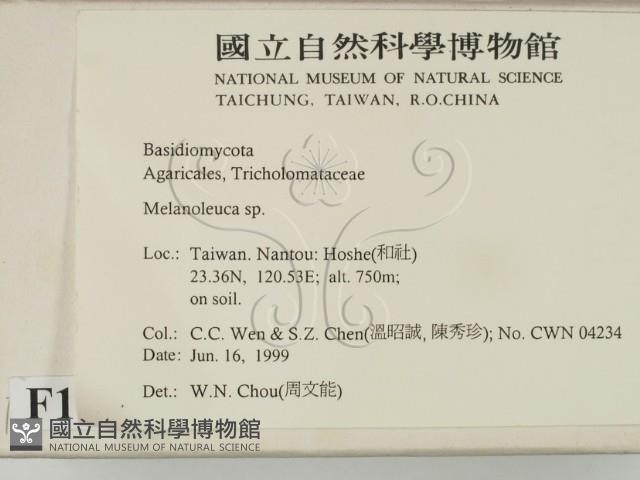 國立自然科學博物館
NATIONAL MUSEUM OF NATURAL SCIENCE
TAICHUNG, TAIWAN, R.O.CHINA
Basidiomycota
Agaricales, Tricholomataceae
Melanoleuca sp.
Loc.: Taiwan. Nantou: Hoshe(和社)
23.36N, 120.53E; alt. 750m;
on soil.
Col.: C.C. Wen & S.Z. Chen(溫昭誠, 陳秀珍); No. CWN 04234
Date: Jun. 16, 1999
Det.: W.N. Chou(周文能)
F1
國立自然科學博物館
NATIONAL MUSEUM OF NATURAL SCIENCE